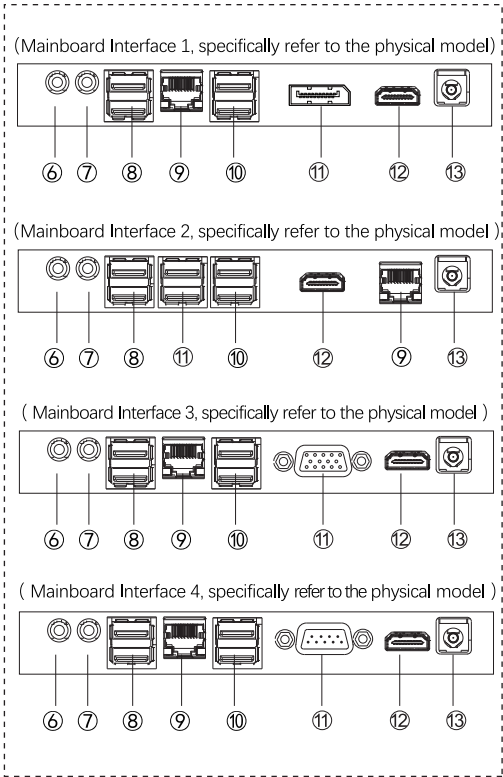 (Mainboard Interface 1, specifically refer to the physical model)
⑥ ⑦ ⑧ ⑨ ⑩ ⑪ ⑫ ⑬
(Mainboard Interface 2, specifically refer to the physical model)
⑥ ⑦ ⑧ ⑪ ⑩ ⑫ ⑨ ⑬
( Mainboard Interface 3, specifically refer to the physical model )
⑥ ⑦ ⑧ ⑨ ⑩ ⑪ ⑫ ⑬
( Mainboard Interface 4, specifically refer to the physical model )
⑥ ⑦ ⑧ ⑨ ⑩ ⑪ ⑫ ⑬